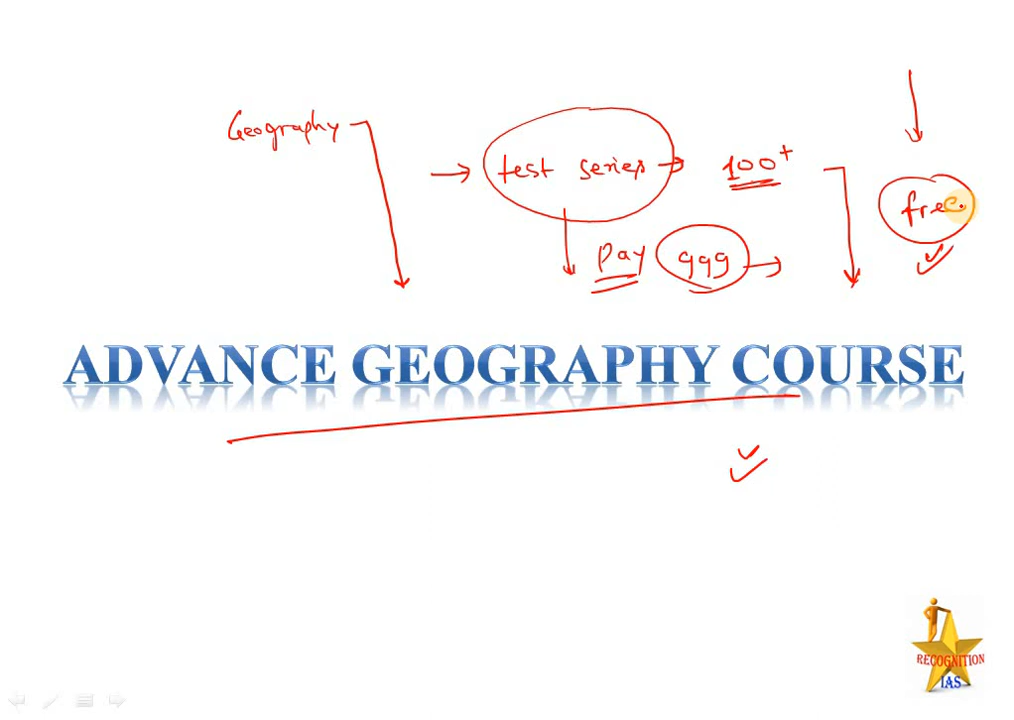 Geography
test series
100+
free
pay 999
ADVANCE GEOGRAPHY COURSE
RECOGNITION
IAS